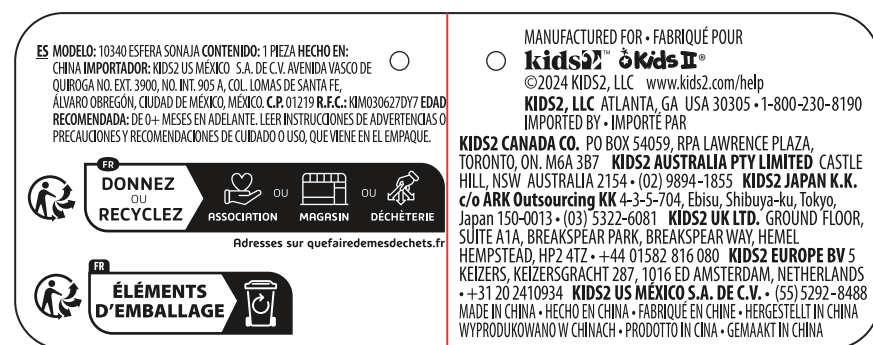 ES MODELO: 10340 ESFERA SONAJA CONTENIDO: 1 PIEZA HECHO EN:
CHINA IMPORTADOR: KIDS2 US MÉXICO S.A. DE C.V. AVENIDA VASCO DE
QUIROGA NO. EXT. 3900, NO. INT. 905 A, COL. LOMAS DE SANTA FE,
ÁLVARO OBREGÓN, CIUDAD DE MÉXICO, MÉXICO. C.P. 01219 R.F.C.: KIM030627DY7 EDAD
RECOMENDADA: DE 0+ MESES EN ADELANTE. LEER INSTRUCCIONES DE ADVERTENCIAS O
PRECAUCIONES Y RECOMENDACIONES DE CUIDADO O USO, QUE VIENE EN EL EMPAQUE.
FR
DONNEZ
OU
RECYCLEZ
ASSOCIATION OU MAGASIN OU DÉCHÈTERIE
Adresses sur quefairedemesdechets.fr
FR
ÉLÉMENTS
D'EMBALLAGE
MANUFACTURED FOR • FABRIQUÉ POUR
kids2™ Kids II®
©2024 KIDS2, LLC www.kids2.com/help
KIDS2, LLC ATLANTA, GA USA 30305 • 1-800-230-8190
IMPORTED BY • IMPORTÉ PAR
KIDS2 CANADA CO. PO BOX 54059, RPA LAWRENCE PLAZA,
TORONTO, ON. M6A 3B7 KIDS2 AUSTRALIA PTY LIMITED CASTLE
HILL, NSW AUSTRALIA 2154 • (02) 9894-1855 KIDS2 JAPAN K.K.
c/o ARK Outsourcing KK 4-3-5-704, Ebisu, Shibuya-ku, Tokyo,
Japan 150-0013 • (03) 5322-6081 KIDS2 UK LTD. GROUND FLOOR,
SUITE A1A, BREAKSPEAR PARK, BREAKSPEAR WAY, HEMEL
HEMPSTEAD, HP2 4TZ • +44 01582 816 080 KIDS2 EUROPE BV 5
KEIZERS, KEIZERSGRACHT 287, 1016 ED AMSTERDAM, NETHERLANDS
• +31 20 2410934 KIDS2 US MÉXICO S.A. DE C.V. • (55) 5292-8488
MADE IN CHINA • HECHO EN CHINA • FABRIQUÉ EN CHINE • HERGESTELLT IN CHINA
WYPRODUKOWANO W CHINACH • PRODOTTO IN CINA • GEMAAKT IN CHINA